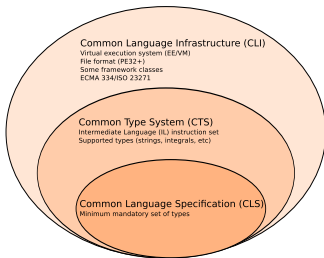 Common Language Infrastructure (CLI)
Virtual execution system (EE/VM)
File format (PE32+)
Some framework classes
ECMA 334/ISO 23271
Common Type System (CTS)
Intermediate Language (IL) instruction set
Supported types (strings, integrals, etc)
Common Language Specification (CLS)
Minimum mandatory set of types